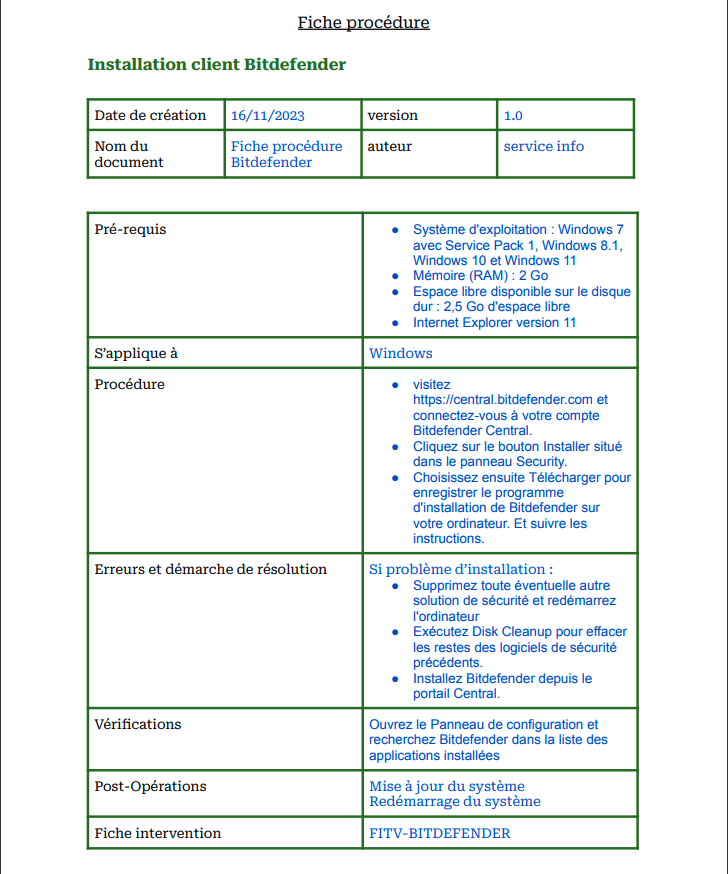 Fiche procédure
Installation client Bitdefender
Date de création 16/11/2023 version 1.0
Nom du document Fiche procédure Bitdefender auteur service info
Pré-requis
● Système d'exploitation : Windows 7
avec Service Pack 1, Windows 8.1,
Windows 10 et Windows 11
● Mémoire (RAM) : 2 Go
● Espace libre disponible sur le disque
dur : 2,5 Go d'espace libre
● Internet Explorer version 11
S'applique à Windows
Procédure
● visitez
https://central.bitdefender.com et
connectez-vous à votre compte
Bitdefender Central.
● Cliquez sur le bouton Installer situé
dans le panneau Security.
● Choisissez ensuite Télécharger pour
enregistrer le programme
d'installation de Bitdefender sur
votre ordinateur. Et suivre les
instructions.
Erreurs et démarche de résolution
Si problème d'installation :
● Supprimez toute éventuelle autre
solution de sécurité et redémarrez
l'ordinateur
● Exécutez Disk Cleanup pour effacer
les restes des logiciels de sécurité
précédents.
● Installez Bitdefender depuis le
portail Central.
Vérifications
Ouvrez le Panneau de configuration et
recherchez Bitdefender dans la liste des
applications installées
Post-Opérations
Mise à jour du système
Redémarrage du système
Fiche intervention FITV-BITDEFENDER